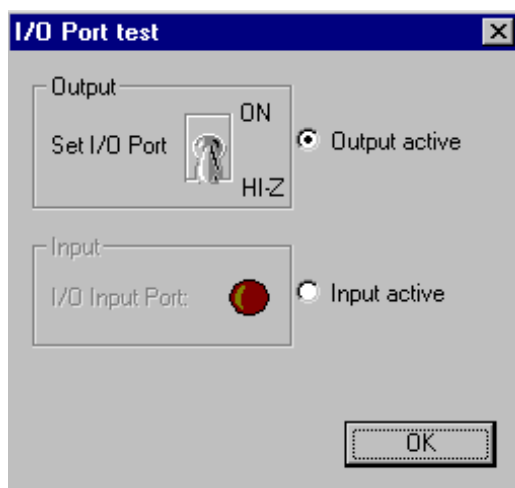 I/O Port test
Output
ON
Set I/O Port
Output active
HI-Z
Input
I/O Input Port:
Input active
OK